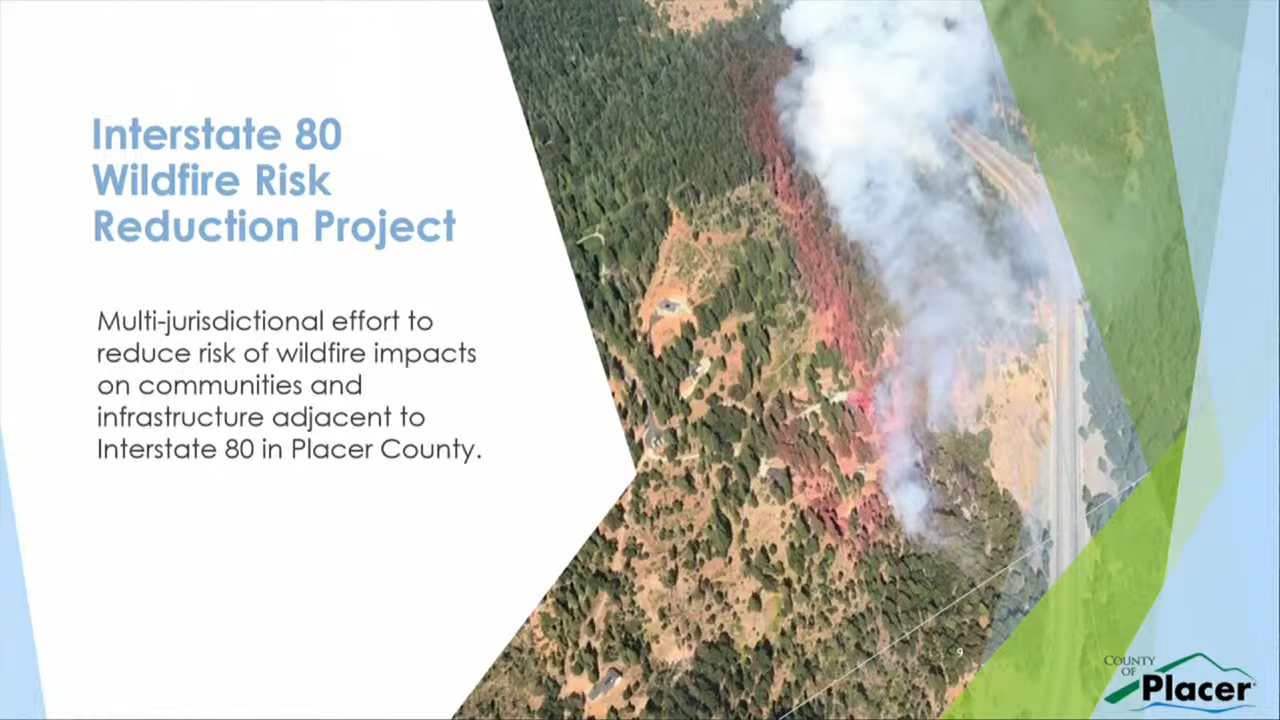 Interstate 80
Wildfire Risk
Reduction Project
Multi-jurisdictional effort to
reduce risk of wildfire impacts
on communities and
infrastructure adjacent to
Interstate 80 in Placer County.
9
COUNTY
OF
Placer